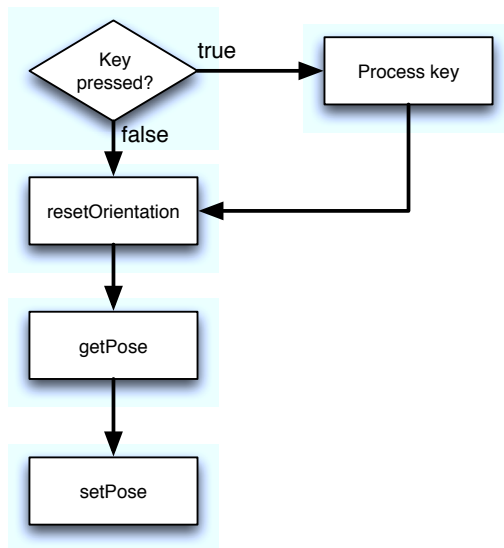 Key
pressed?
true
Process key
false
resetOrientation
getPose
setPose